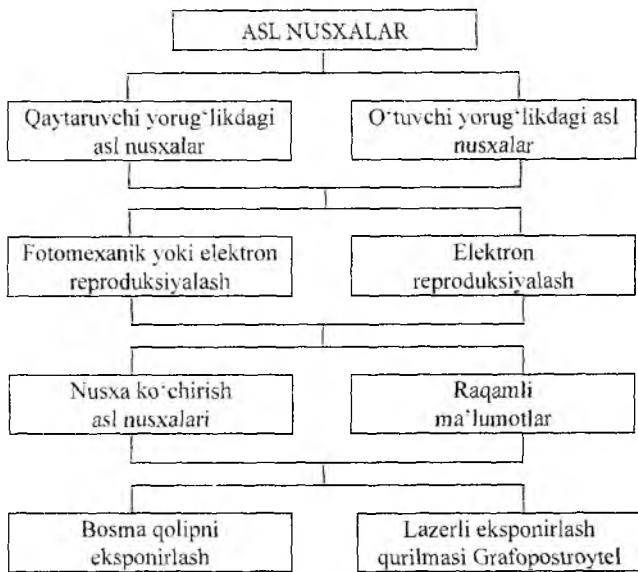 ASL NUSXALAR
Qaytaruvchi yorug‘likdagi
asl nusxalar
O‘tuvchi yorug‘likdagi asl
nusxalar
Fotomexanik yoki elektron
reproduksiyalash
Elektron
reproduksiyalash
Nusxa ko‘chirish
asl nusxalari
Raqamli
ma’lumotlar
Bosma qolipni
eksponirlash
Lazerli eksponirlash
qurilmasi Grafopostroytel